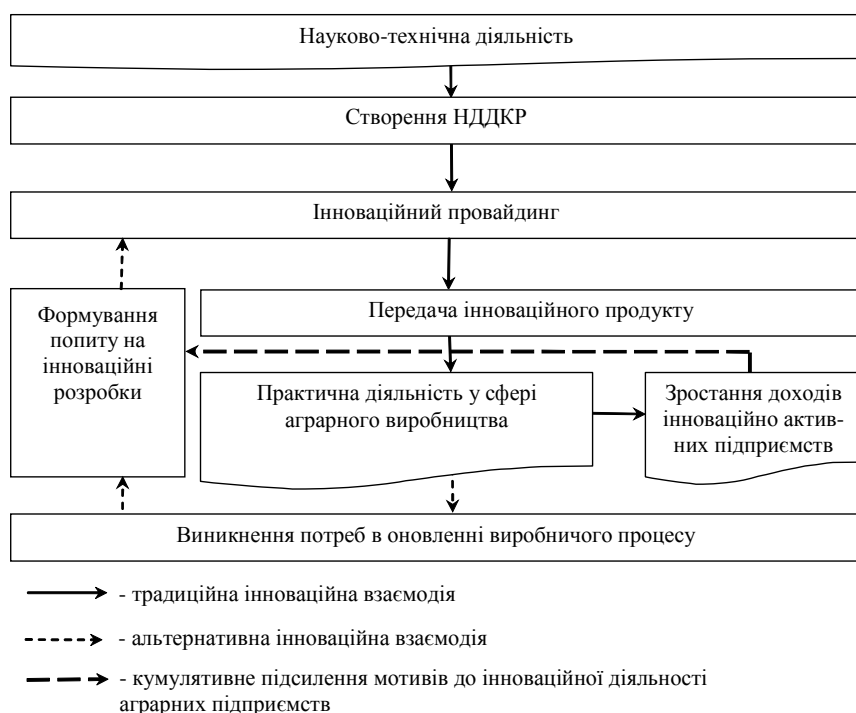 Науково-технічна діяльність
Створення НДДКР
Інноваційний провайдинг
Формування
попиту на
інноваційні
розробки
Передача інноваційного продукту
Практична діяльність у сфері
аграрного виробництва
Зростання доходів
інноваційно актив-
них підприємств
Виникнення потреб в оновленні виробничого процесу
- традиційна інноваційна взаємодія
- альтернативна інноваційна взаємодія
- кумулятивне підсилення мотивів до інноваційної діяльності
аграрних підприємств